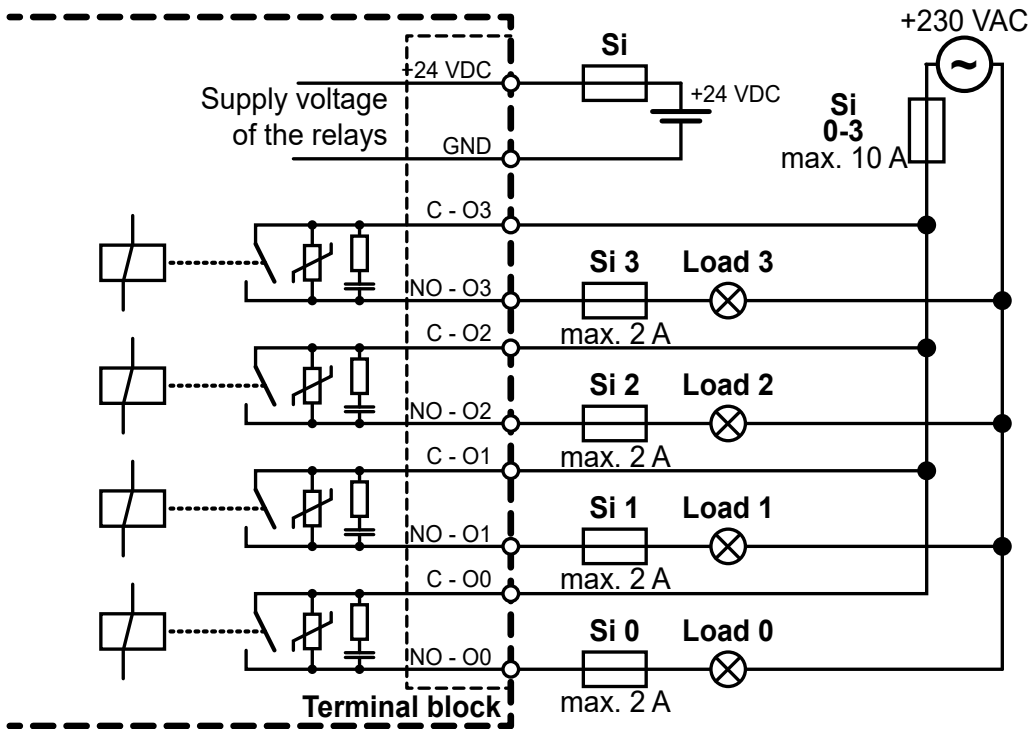 +230 VAC
~
Si
+24 VDC
+24 VDC
Supply voltage
of the relays
GND
Si
0-3
max. 10 A
C - O3
Si 3
Load 3
NO - O3
max. 2 A
C - O2
Si 2
Load 2
NO - O2
max. 2 A
C - O1
Si 1
Load 1
NO - O1
max. 2 A
C - O0
Si 0
Load 0
NO - O0
max. 2 A
Terminal block